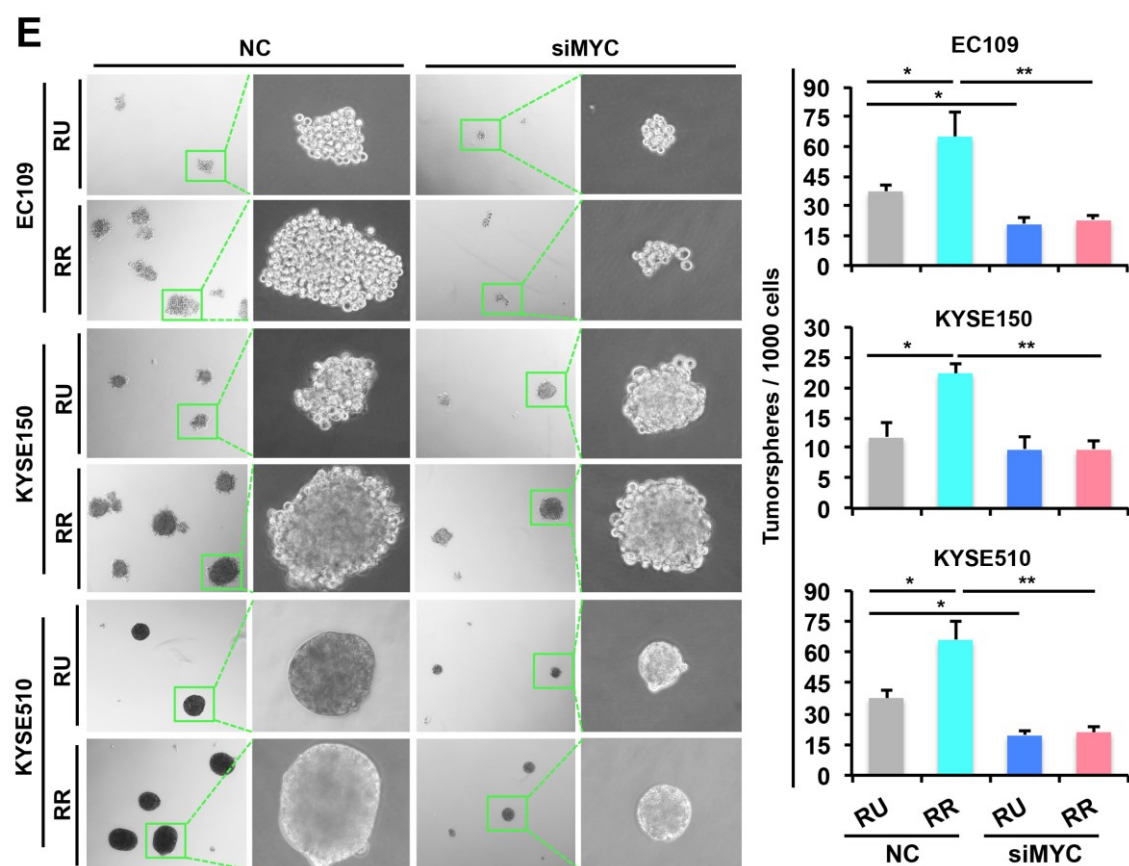 E
NC
siMYC
EC109
RU
RR
KYSE150
RU
RR
KYSE510
RU
RR
Tumorspheres / 1000 cells
EC109
* **
*
90
75
60
45
30
15
0
KYSE150
* **
30
25
20
15
10
5
0
KYSE510
* **
*
90
75
60
45
30
15
0
RU RR RU RR
NC siMYC